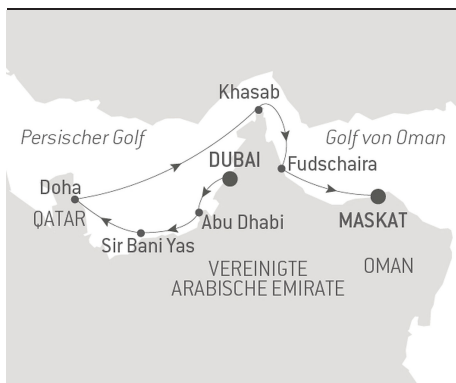 Khasab
Persischer Golf
Golf von Oman
DUBAI
Fudschaira
Doha
QATAR
Abu Dhabi
MASKAT
Sir Bani Yas
VEREINIGTE
ARABISCHE EMIRATE
OMAN